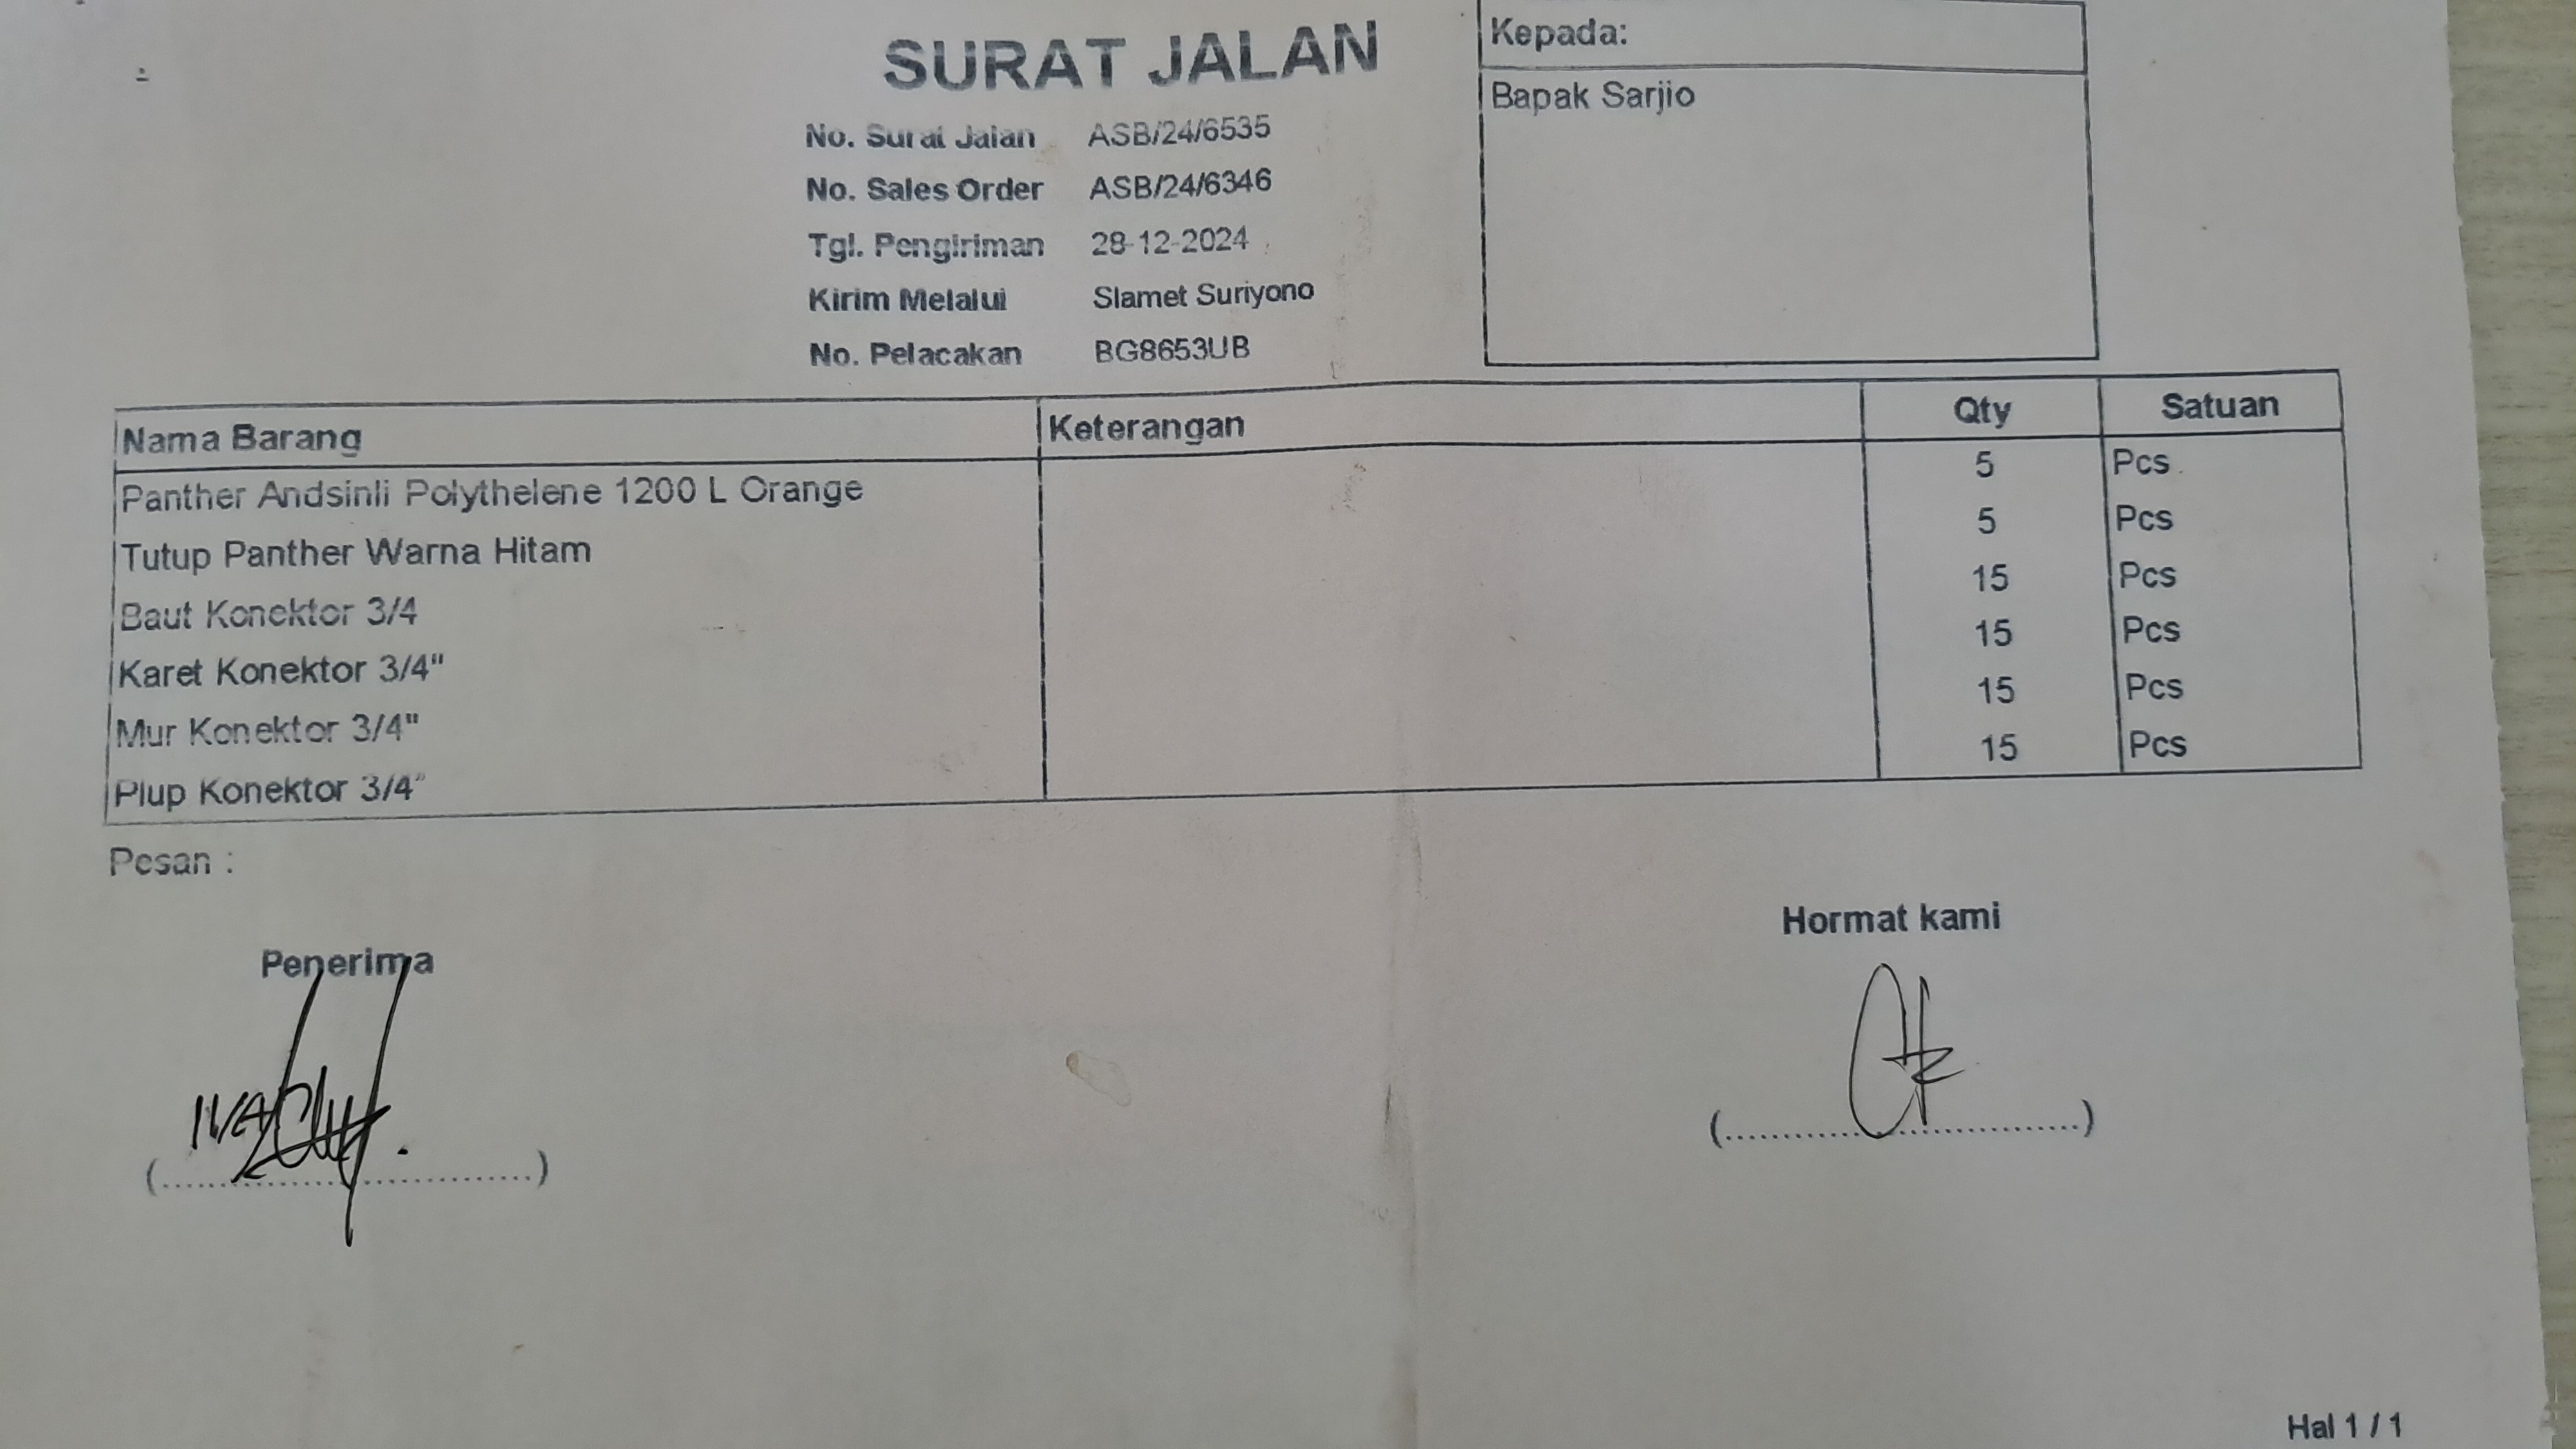 SURAT JALAN
No. Surat Jalan ASB/24/6535
No. Sales Order ASB/24/6346
Tgl. Pengiriman 28-12-2024
Kirim Melalui Slamet Suriyono
No. Pelacakan BG8653UB
Kepada:
Bapak Sarjio
Nama Barang Keterangan Qty Satuan
Panther Andsinli Polythelene 1200 L Orange 5 Pcs
Tutup Panther Warna Hitam 5 Pcs
Baut Konektor 3/4 15 Pcs
Karet Konektor 3/4" 15 Pcs
Mur Konektor 3/4" 15 Pcs
Plup Konektor 3/4" 15 Pcs
Pesan :
Penerima
Hormat kami
(..............................)
(..............................)
Hal 1 / 1